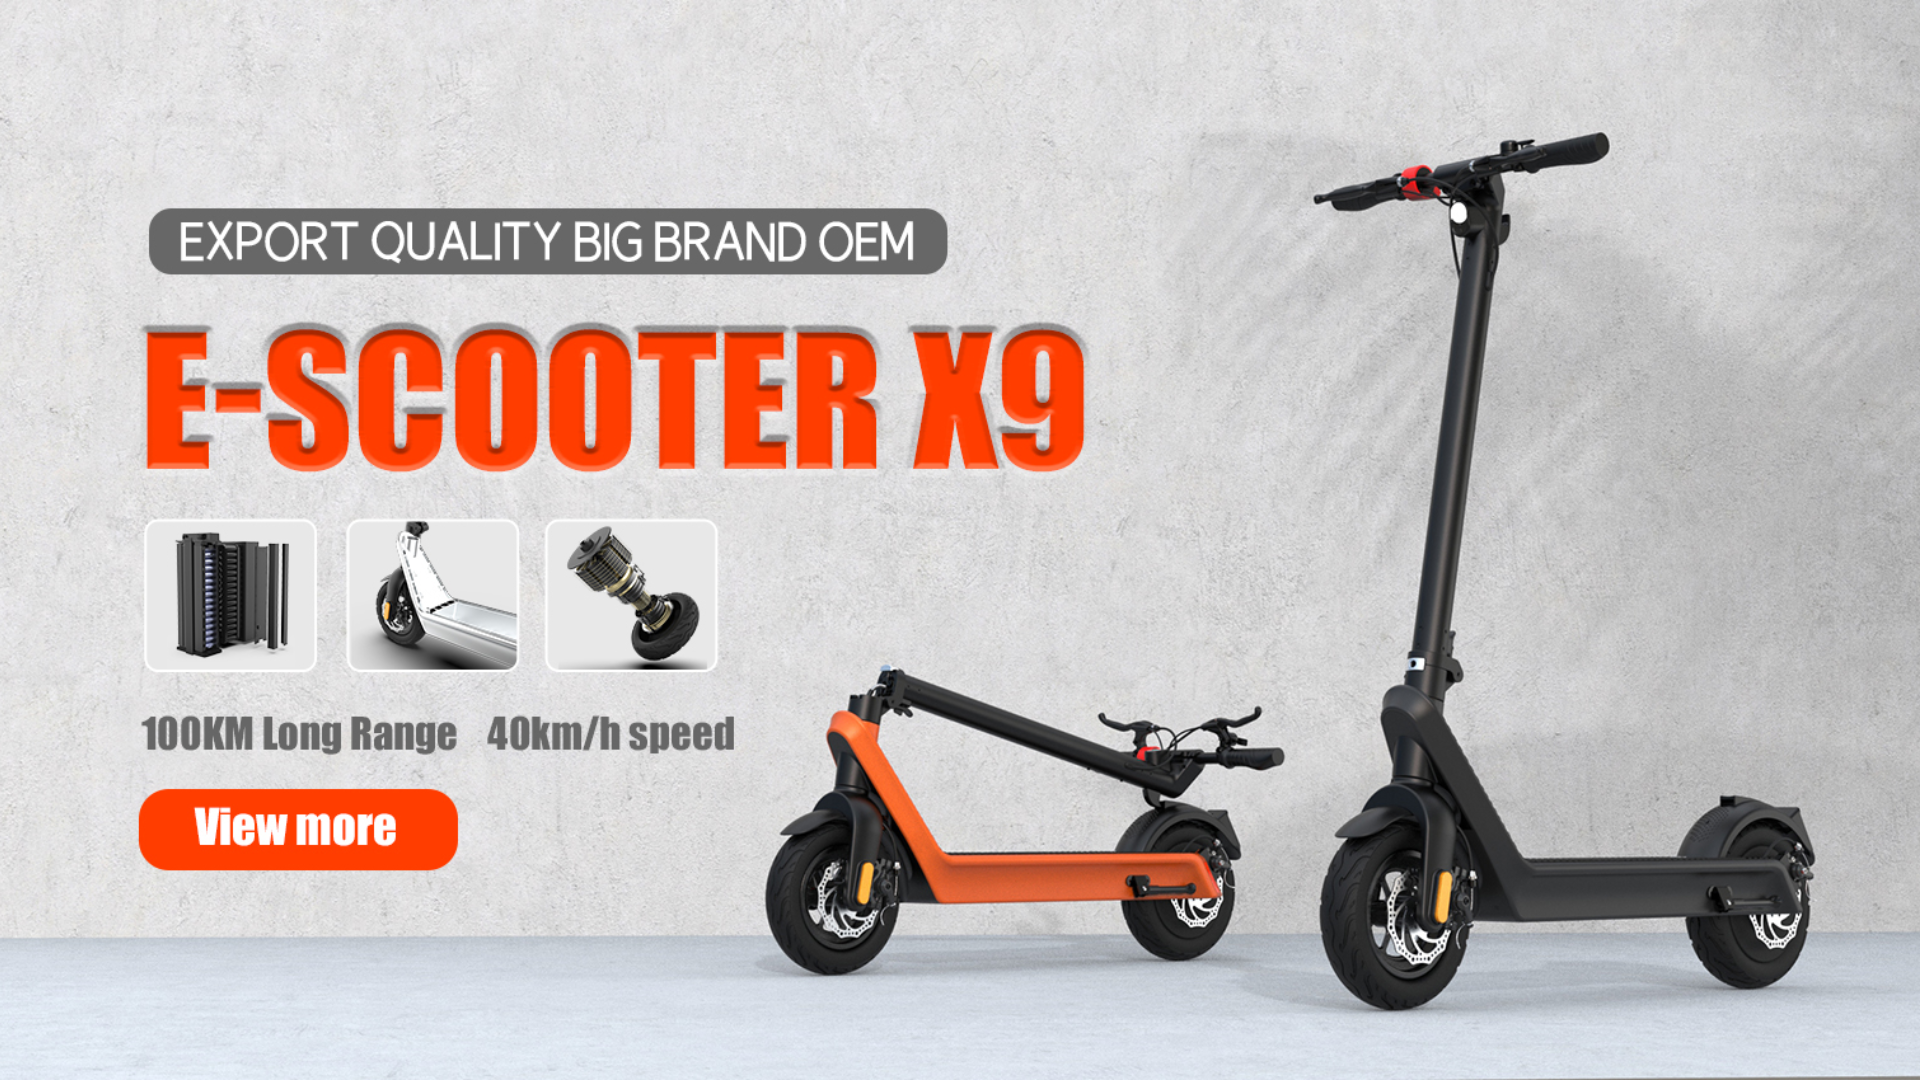 EXPORT QUALITY BIG BRAND OEM
E-SCOOTER X9
100KM Long Range 40km/h speed
View more